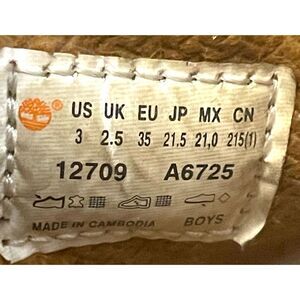 US UK EU JP MX CN
3 2.5 35 21.5 21,0 215(1)
12709 A6725
MADE IN CAMBODIA BOYS